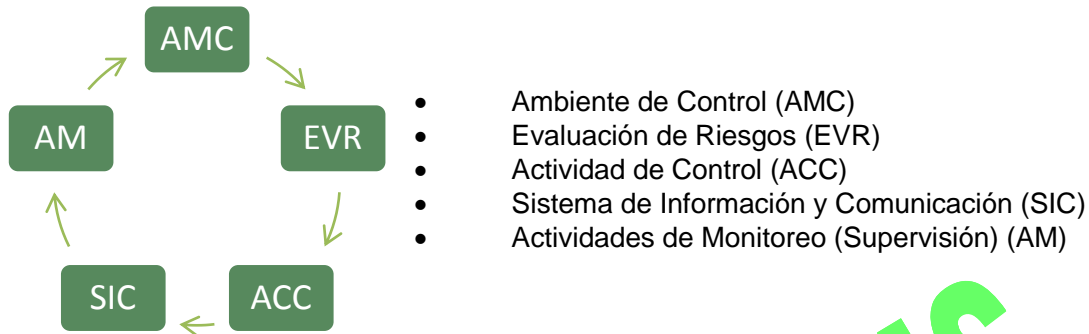 AMC
AM
EVR
SIC
ACC
• Ambiente de Control (AMC)
• Evaluación de Riesgos (EVR)
• Actividad de Control (ACC)
• Sistema de Información y Comunicación (SIC)
• Actividades de Monitoreo (Supervisión) (AM)